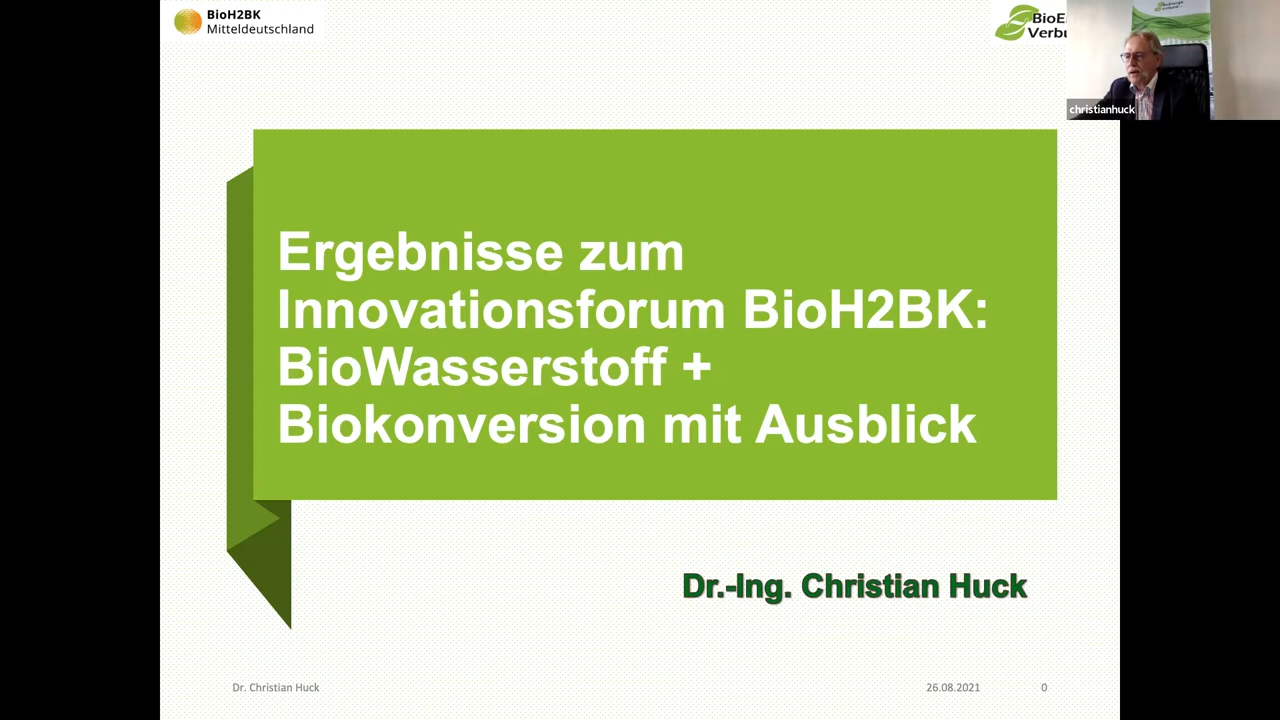 BioH2BK
Mitteldeutschland
christianhuck
Ergebnisse zum
Innovationsforum BioH2BK:
BioWasserstoff +
Biokonversion mit Ausblick
Dr.-Ing. Christian Huck
Dr. Christian Huck
26.08.2021
0